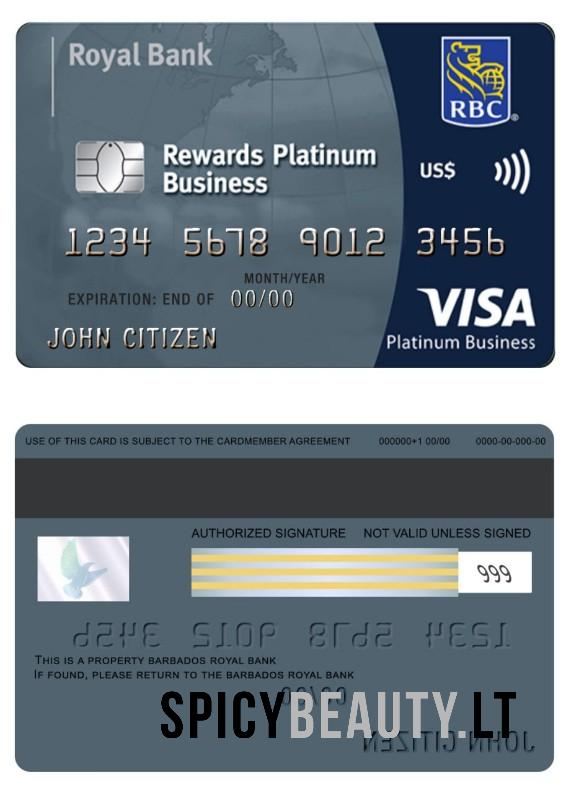 Royal Bank
RBC®
Rewards Platinum
Business
US$
1234 5678 9012 3456
MONTH/YEAR
EXPIRATION: END OF 00/00
VISA
JOHN CITIZEN
Platinum Business
USE OF THIS CARD IS SUBJECT TO THE CARDMEMBER AGREEMENT 000000+1 00/00 0000-00-000-00
AUTHORIZED SIGNATURE NOT VALID UNLESS SIGNED
999
1234 5678 9012 3456
THIS IS A PROPERTY BARBADOS ROYAL BANK
IF FOUND, PLEASE RETURN TO THE BARBADOS ROYAL BANK
00/00
SPICYBEAUTY.LT
JOHN CITIZEN